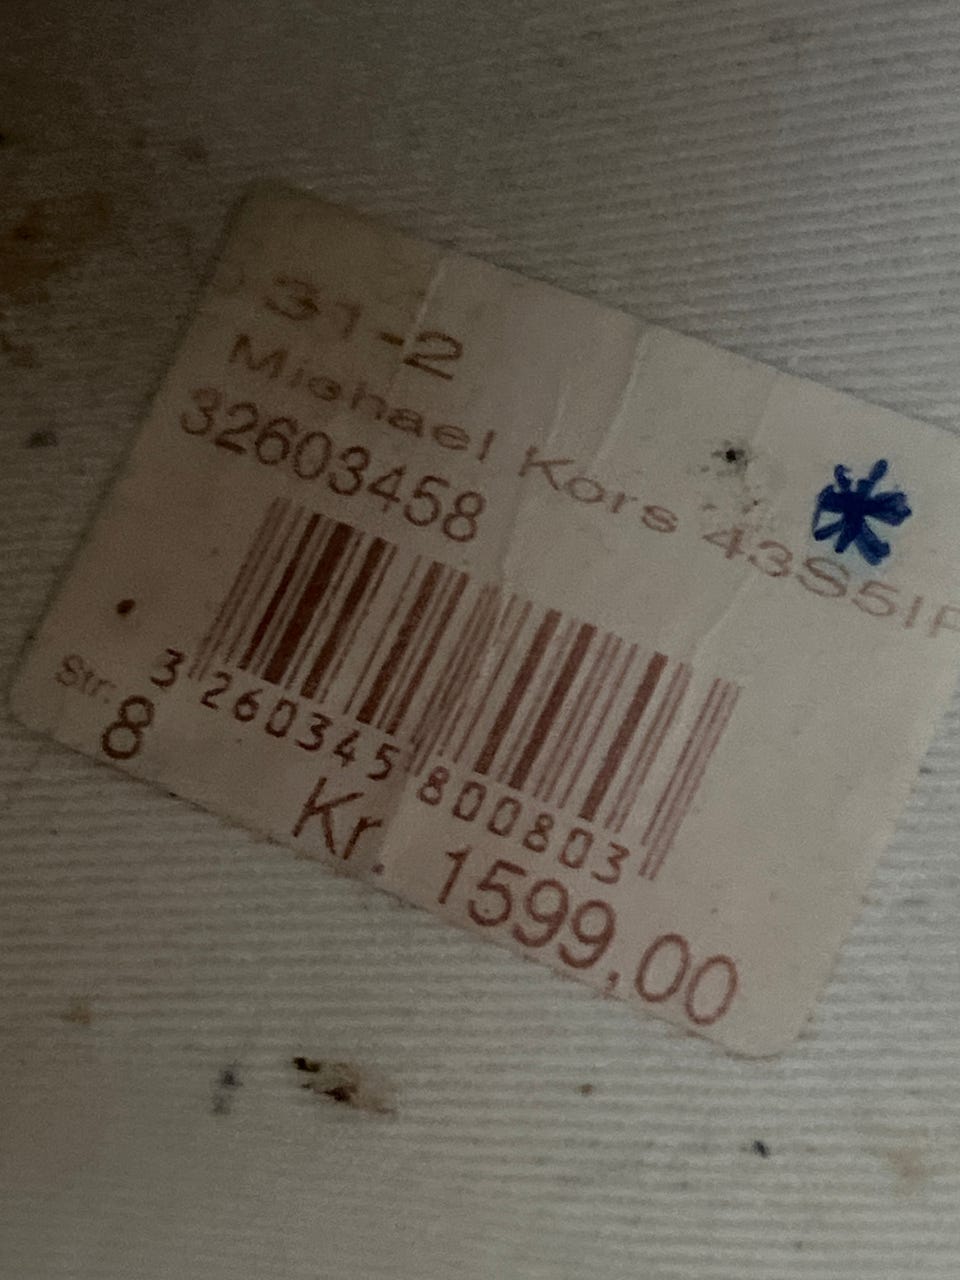 31-2
Michael Kors 43S5IF
32603458
3 260345 800803
Str.
8
Kr. 1599,00